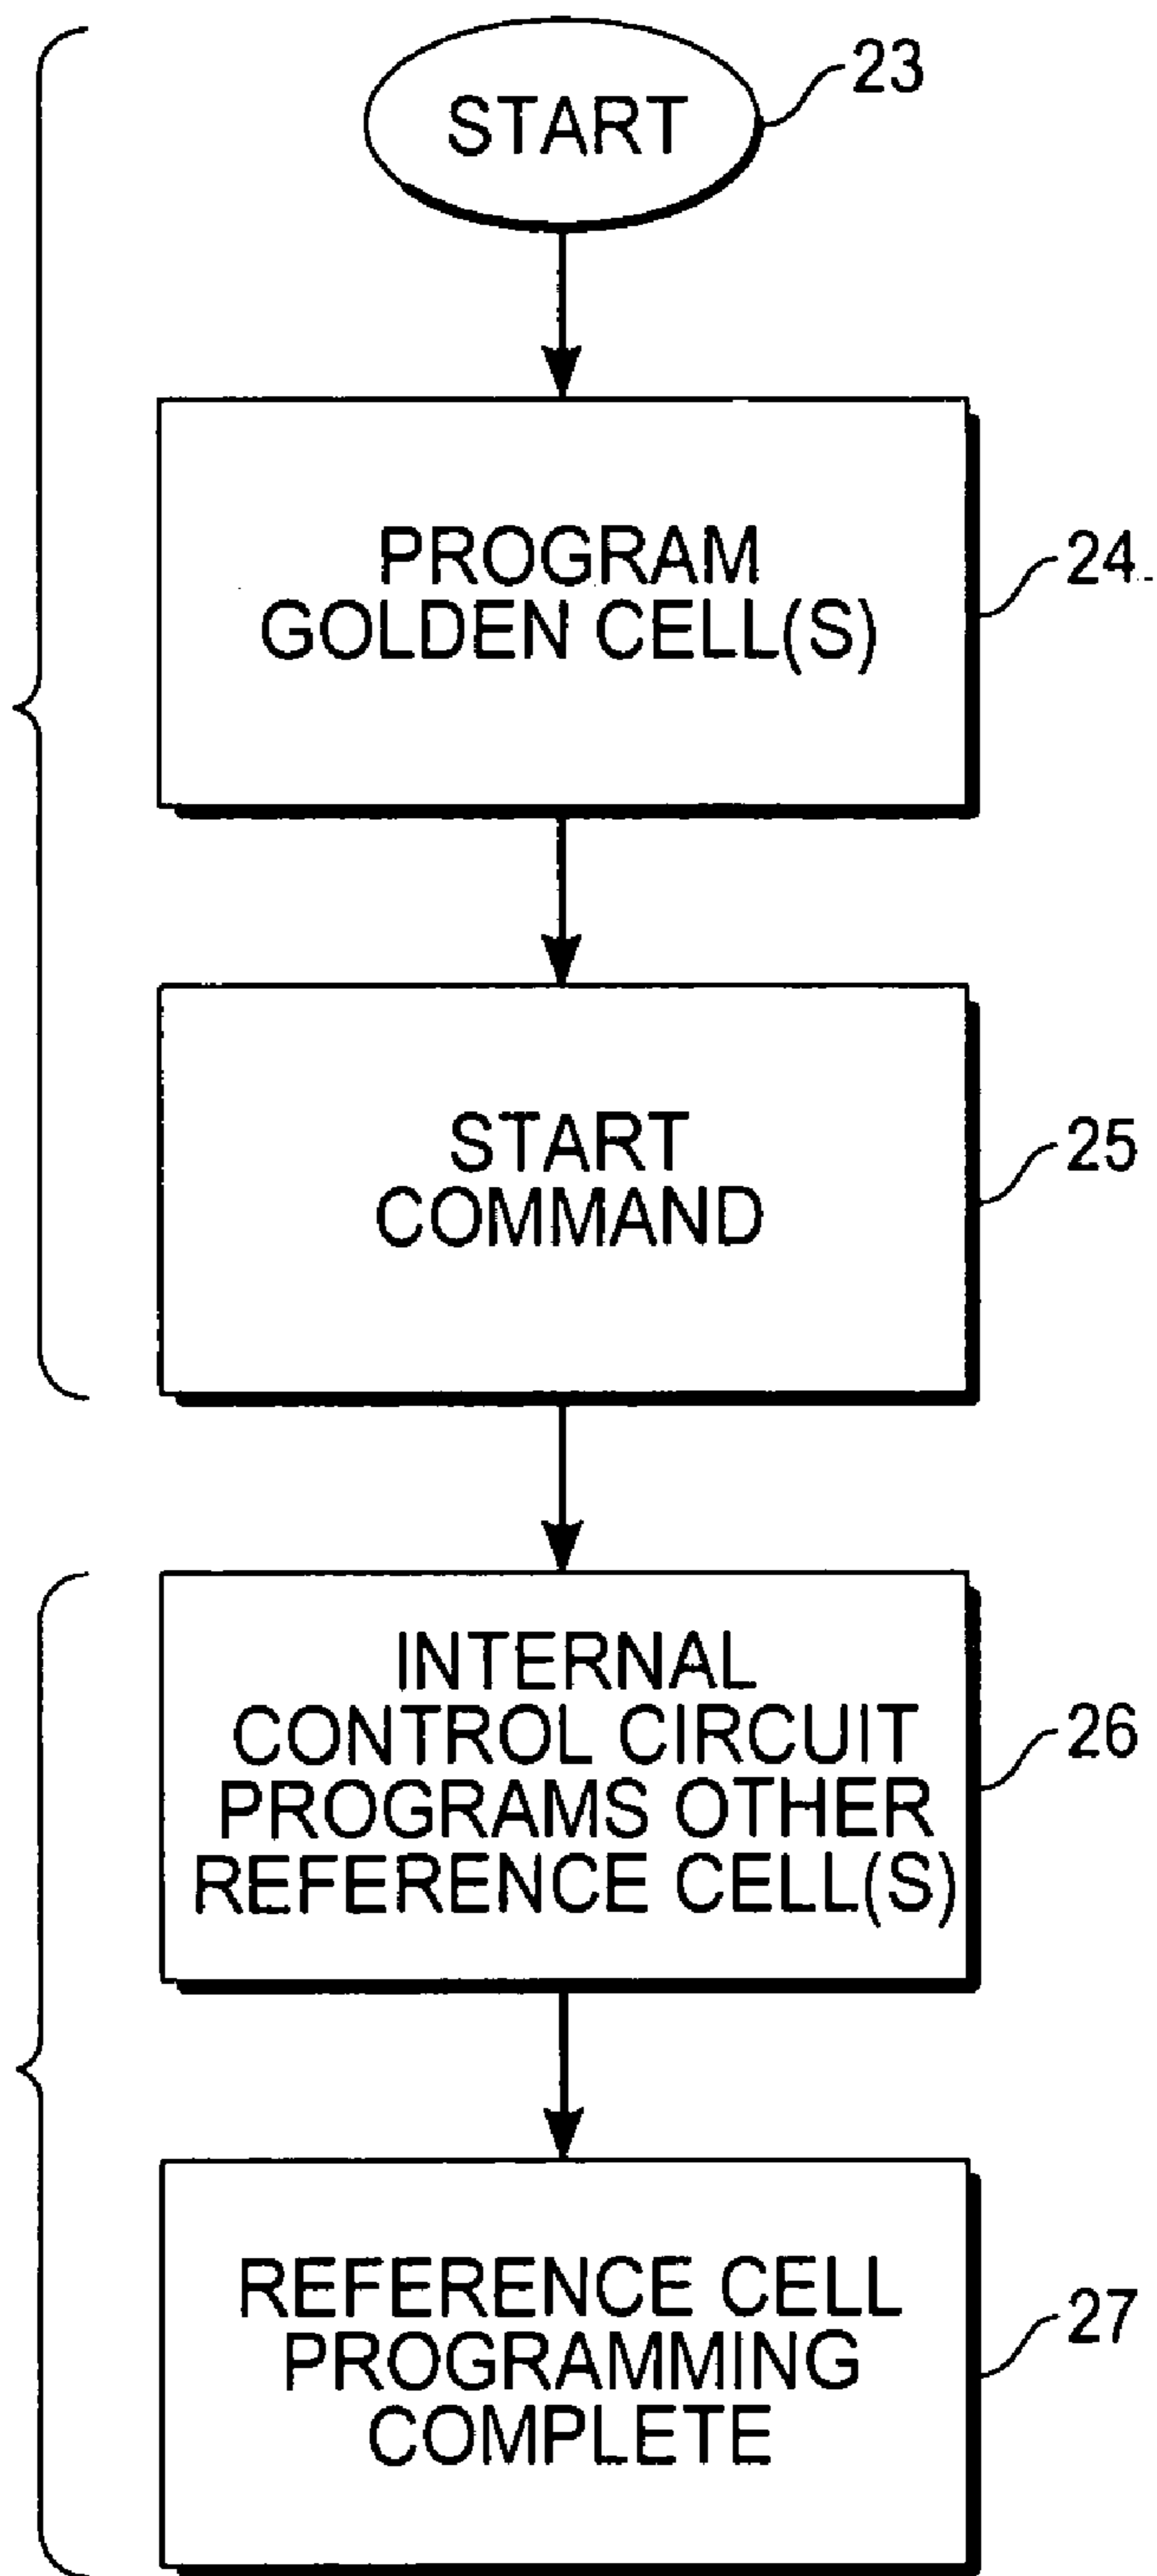 START
23
PROGRAM
GOLDEN CELL(S)
24
START
COMMAND
25
INTERNAL
CONTROL CIRCUIT
PROGRAMS OTHER
REFERENCE CELL(S)
26
REFERENCE CELL
PROGRAMMING
COMPLETE
27